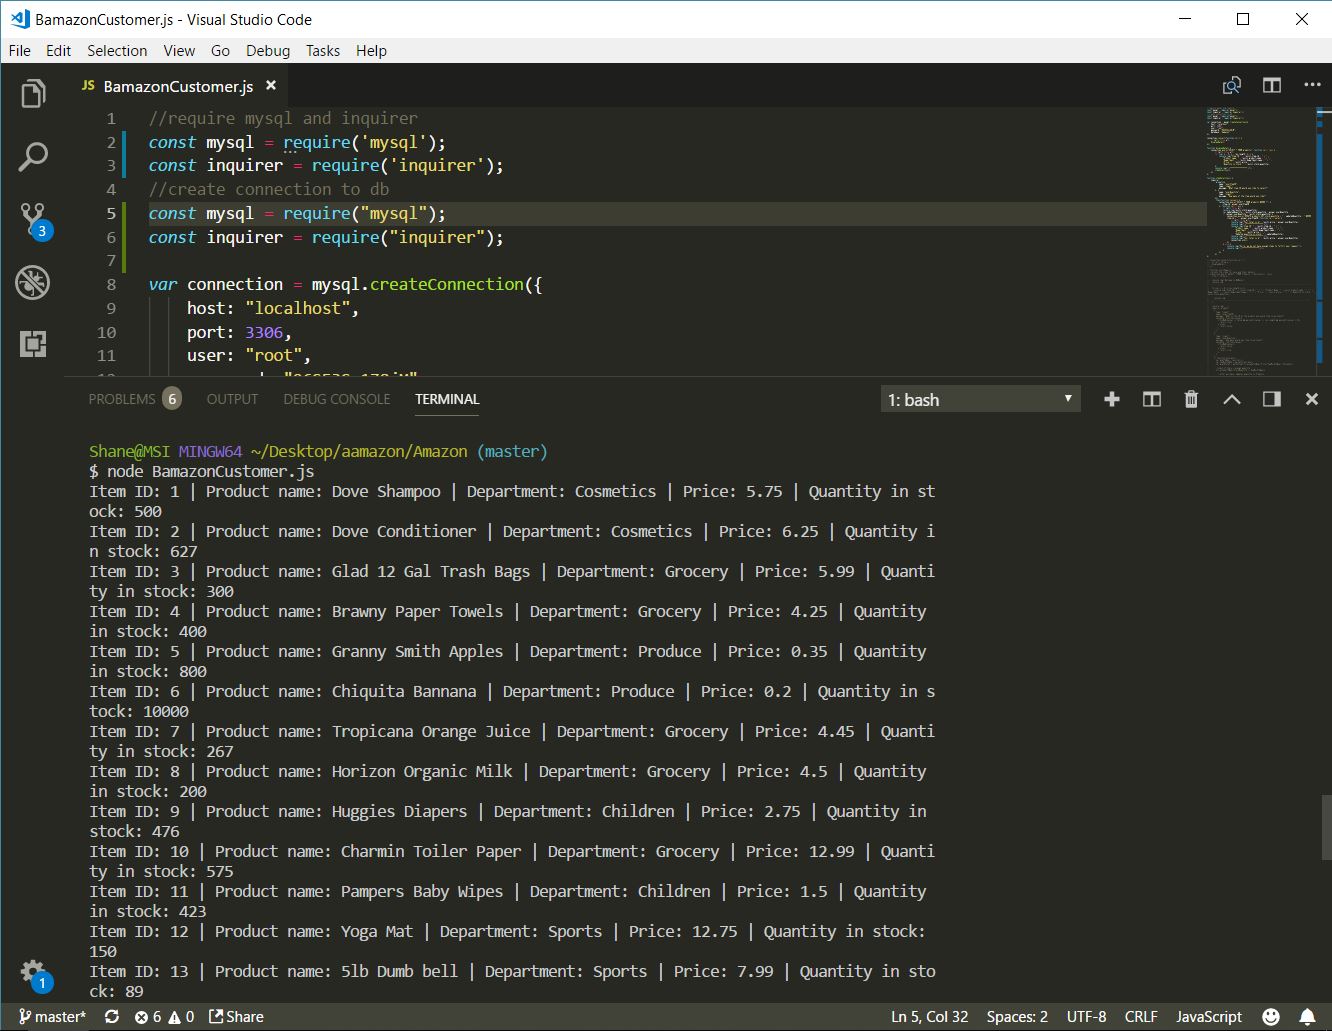 BamazonCustomer.js - Visual Studio Code
File Edit Selection View Go Debug Tasks Help
JS BamazonCustomer.js
1 //require mysql and inquirer
2 const mysql = require('mysql');
3 const inquirer = require('inquirer');
4 //create connection to db
5 const mysql = require("mysql");
6 const inquirer = require("inquirer");
7
8 var connection = mysql.createConnection({
9 host: "localhost",
10 port: 3306,
11 user: "root",
3
PROBLEMS 6 OUTPUT DEBUG CONSOLE TERMINAL 1: bash
Shane@MSI MINGW64 ~/Desktop/aamazon/Amazon (master)
$ node BamazonCustomer.js
Item ID: 1 | Product name: Dove Shampoo | Department: Cosmetics | Price: 5.75 | Quantity in st
ock: 500
Item ID: 2 | Product name: Dove Conditioner | Department: Cosmetics | Price: 6.25 | Quantity i
n stock: 627
Item ID: 3 | Product name: Glad 12 Gal Trash Bags | Department: Grocery | Price: 5.99 | Quanti
ty in stock: 300
Item ID: 4 | Product name: Brawny Paper Towels | Department: Grocery | Price: 4.25 | Quantity
in stock: 400
Item ID: 5 | Product name: Granny Smith Apples | Department: Produce | Price: 0.35 | Quantity
in stock: 800
Item ID: 6 | Product name: Chiquita Bannana | Department: Produce | Price: 0.2 | Quantity in s
tock: 10000
Item ID: 7 | Product name: Tropicana Orange Juice | Department: Grocery | Price: 4.45 | Quanti
ty in stock: 267
Item ID: 8 | Product name: Horizon Organic Milk | Department: Grocery | Price: 4.5 | Quantity
in stock: 200
Item ID: 9 | Product name: Huggies Diapers | Department: Children | Price: 2.75 | Quantity in
stock: 476
Item ID: 10 | Product name: Charmin Toiler Paper | Department: Grocery | Price: 12.99 | Quanti
ty in stock: 575
Item ID: 11 | Product name: Pampers Baby Wipes | Department: Children | Price: 1.5 | Quantity
in stock: 423
Item ID: 12 | Product name: Yoga Mat | Department: Sports | Price: 12.75 | Quantity in stock:
150
Item ID: 13 | Product name: 5lb Dumb bell | Department: Sports | Price: 7.99 | Quantity in sto
ck: 89
1
master* 6 0 Share Ln 5, Col 32 Spaces: 2 UTF-8 CRLF JavaScript